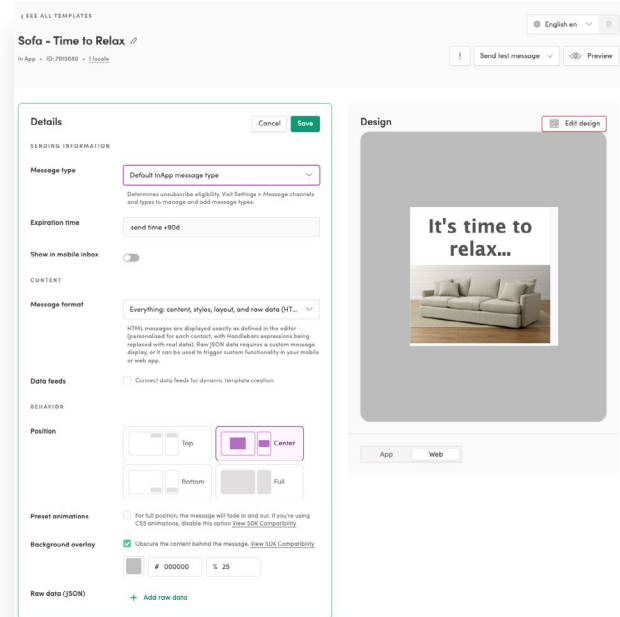 < SEE ALL TEMPLATES
English en
Sofa - Time to Relax
In App • ID: 7019080 • 1 locale
Send test message
Preview
Details
Cancel
Save
SENDING INFORMATION
Message type
Default InApp message type
Determines unsubscribe eligibility. Visit Settings > Message channels
and types to manage and add message types.
Expiration time
send time +90d
Show in mobile inbox
CONTENT
Message format
Everything: content, styles, layout, and raw data (HT...
HTML messages are displayed exactly as defined in the editor
(personalized for each contact, with Handlebars expressions being
replaced with real data). Raw JSON data requires a custom message
display, or it can be used to trigger custom functionality in your mobile
or web app.
Data feeds
Connect data feeds for dynamic template creation
BEHAVIOR
Position
Top
Center
Bottom
Full
Preset animations
For full position, the message will fade in and out. If you're using
CSS animations, disable this option View SDK Compatibility
Background overlay
Obscure the content behind the message. View SDK Compatibility
# 000000
% 25
Raw data (JSON)
+ Add raw data
Design
Edit design
It's time to
relax...
App
Web